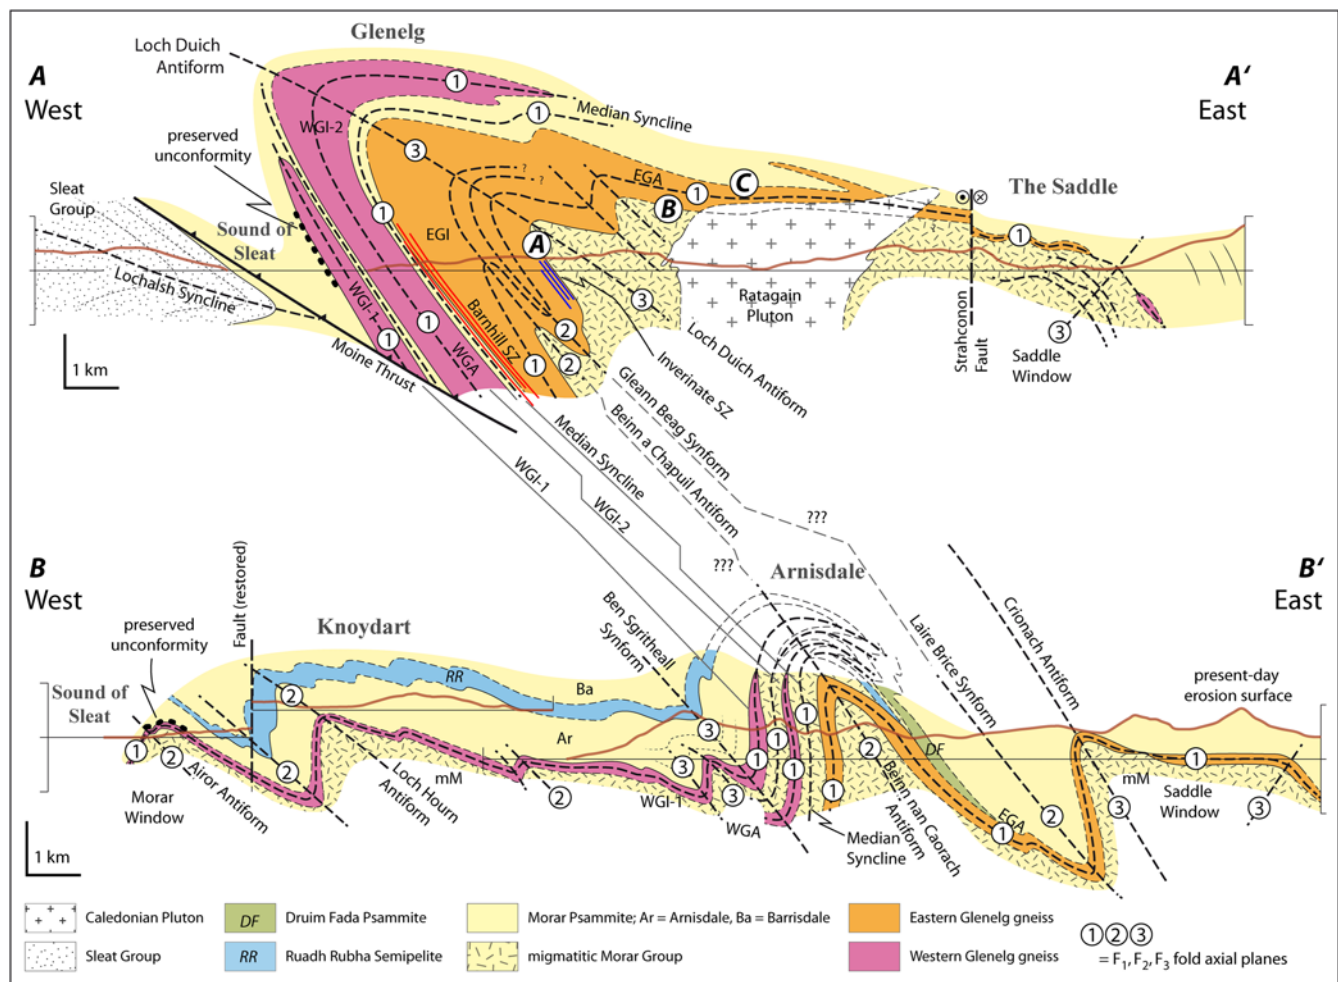 Glenelg
Loch Duich
Antiform
A
West
A'
East
1
Median Syncline
WGI-2
1
preserved
unconformity
3
?
?
EGA
1
C
B
The Saddle
Sleat
Group
Sound of
Sleat
1
EGI
A
1
Lochalsh Syncline
WGI-1
Barnhill SZ
Ratagain
Pluton
3
2
3
Strahconon
Fault
Saddle
Window
1 km
1
1
WGA
1
2
Moine Thrust
Loch Duich Antiform
Inverinate SZ
Gleann Beag Synform
Beinn a Chapuil Antiform
Median Syncline
WGI-1
WGI-2
???
???
Arnisdale
B
West
B'
East
Fault (restored)
Knoydart
Ben Sgritheall
Synform
Laire Brice Synform
Crionach Antiform
preserved
unconformity
present-day
erosion surface
Sound of
Sleat
RR
Ba
2
1
2
2
Ar
3
1
1
1
DF
Airor Antiform
Loch Hourn
Antiform
mM
2
3
WGI-1
3
WGA
2
1
Beinn nan Caorach
Antiform
EGA
1
2
3
mM
1
Saddle
Window
3
Morar
Window
Median
Syncline
1 km
Caledonian Pluton
DF
Druim Fada Psammite
Morar Psammite; Ar = Arnisdale, Ba = Barrisdale
Eastern Glenelg gneiss
1 2 3
= F1, F2, F3 fold axial planes
Sleat Group
RR
Ruadh Rubha Semipelite
migmatitic Morar Group
Western Glenelg gneiss